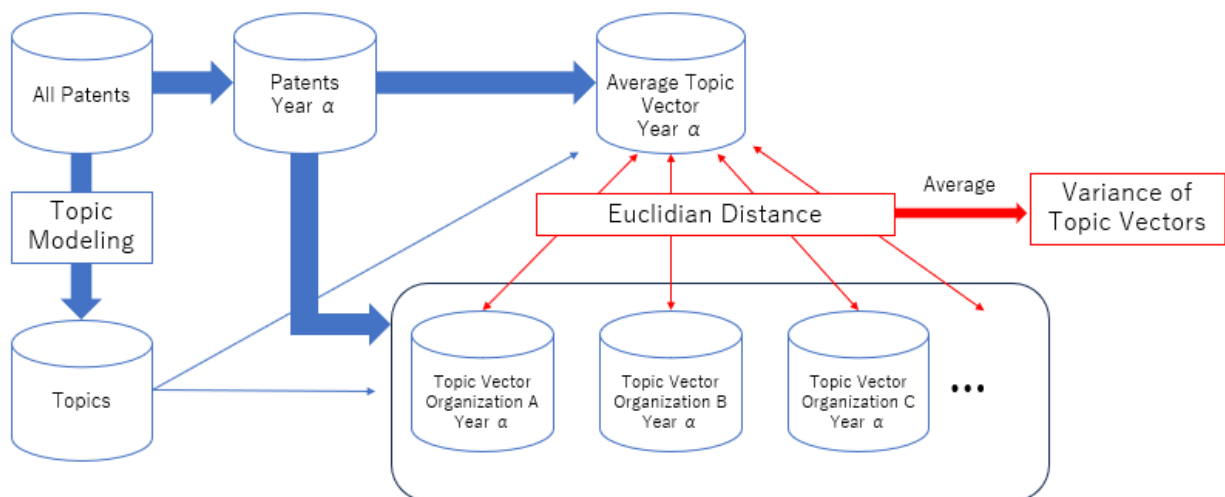 All Patents
Patents
Year α
Average Topic
Vector
Year α
Topic
Modeling
Euclidian Distance
Average
Variance of
Topic Vectors
Topics
Topic Vector
Organization A
Year α
Topic Vector
Organization B
Year α
Topic Vector
Organization C
Year α
•••